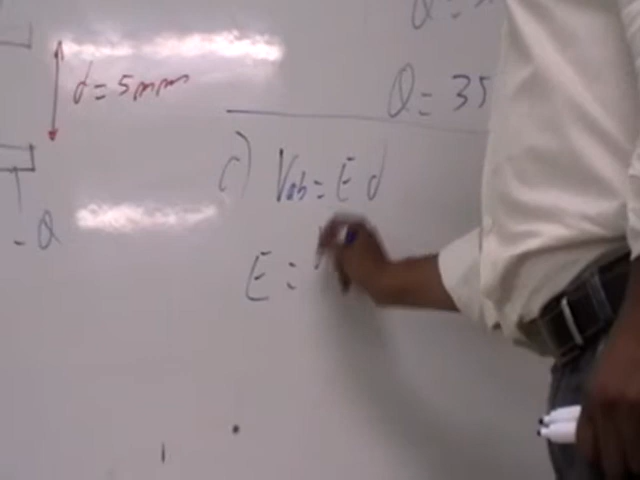 d = 5mm
Q = 35
c) Vab = E d
- Q
E =